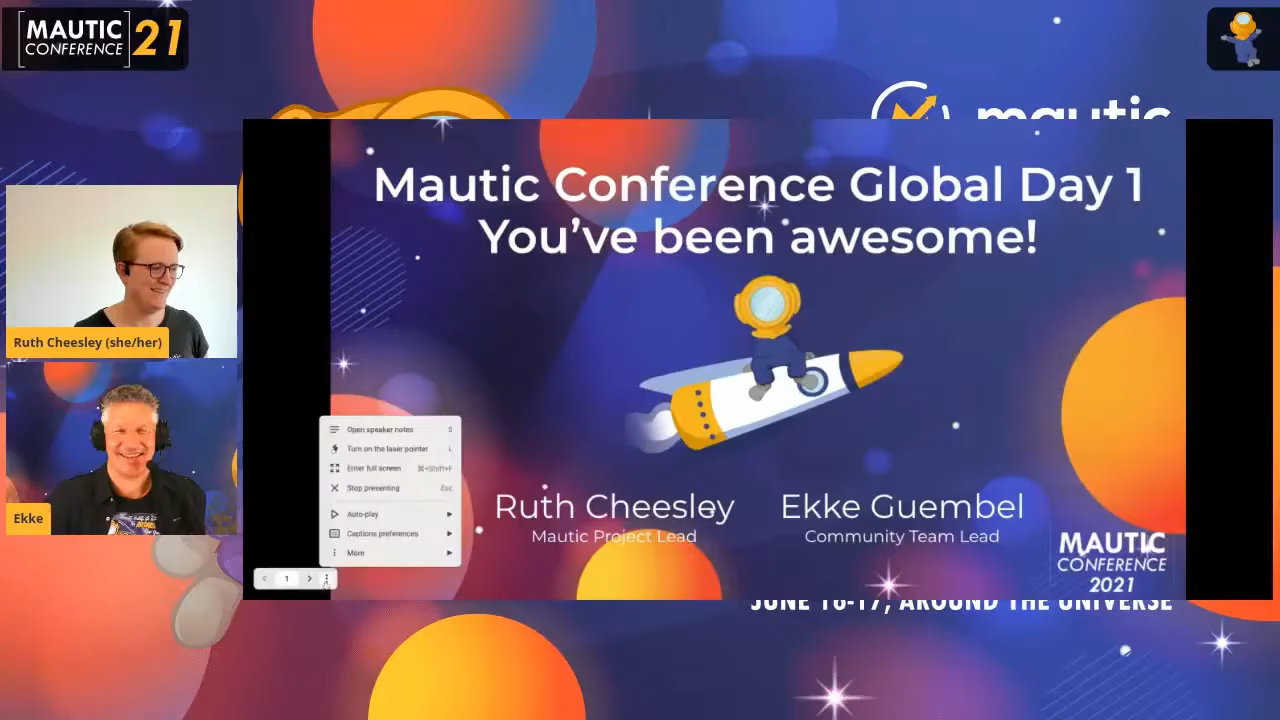 MAUTIC
CONFERENCE
21
mautic
Mautic Conference Global Day 1
You've been awesome!
Ruth Cheesley (she/her)
Ekke
Open speaker notes S
Turn on the laser pointer L
Enter full screen ⌘+Shift+F
Stop presenting Esc
Auto-play
Captions preferences
More
1
Ruth Cheesley
Mautic Project Lead
Ekke Guembel
Community Team Lead
MAUTIC
CONFERENCE
2021
JUNE 16-17, AROUND THE UNIVERSE